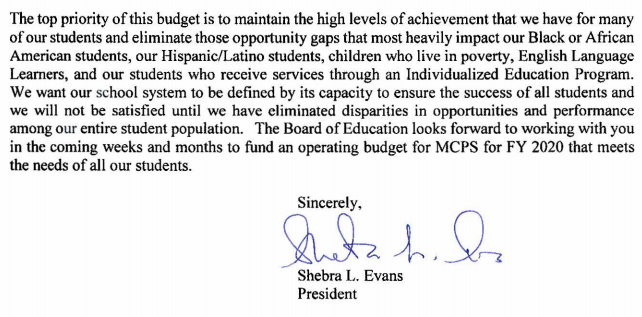 The top priority of this budget is to maintain the high levels of achievement that we have for many
of our students and eliminate those opportunity gaps that most heavily impact our Black or African
American students, our Hispanic/Latino students, children who live in poverty, English Language
Learners, and our students who receive services through an Individualized Education Program.
We want our school system to be defined by its capacity to ensure the success of all students and
we will not be satisfied until we have eliminated disparities in opportunities and performance
among our entire student population. The Board of Education looks forward to working with you
in the coming weeks and months to fund an operating budget for MCPS for FY 2020 that meets
the needs of all our students.
Sincerely,
Shebra L. Evans
President